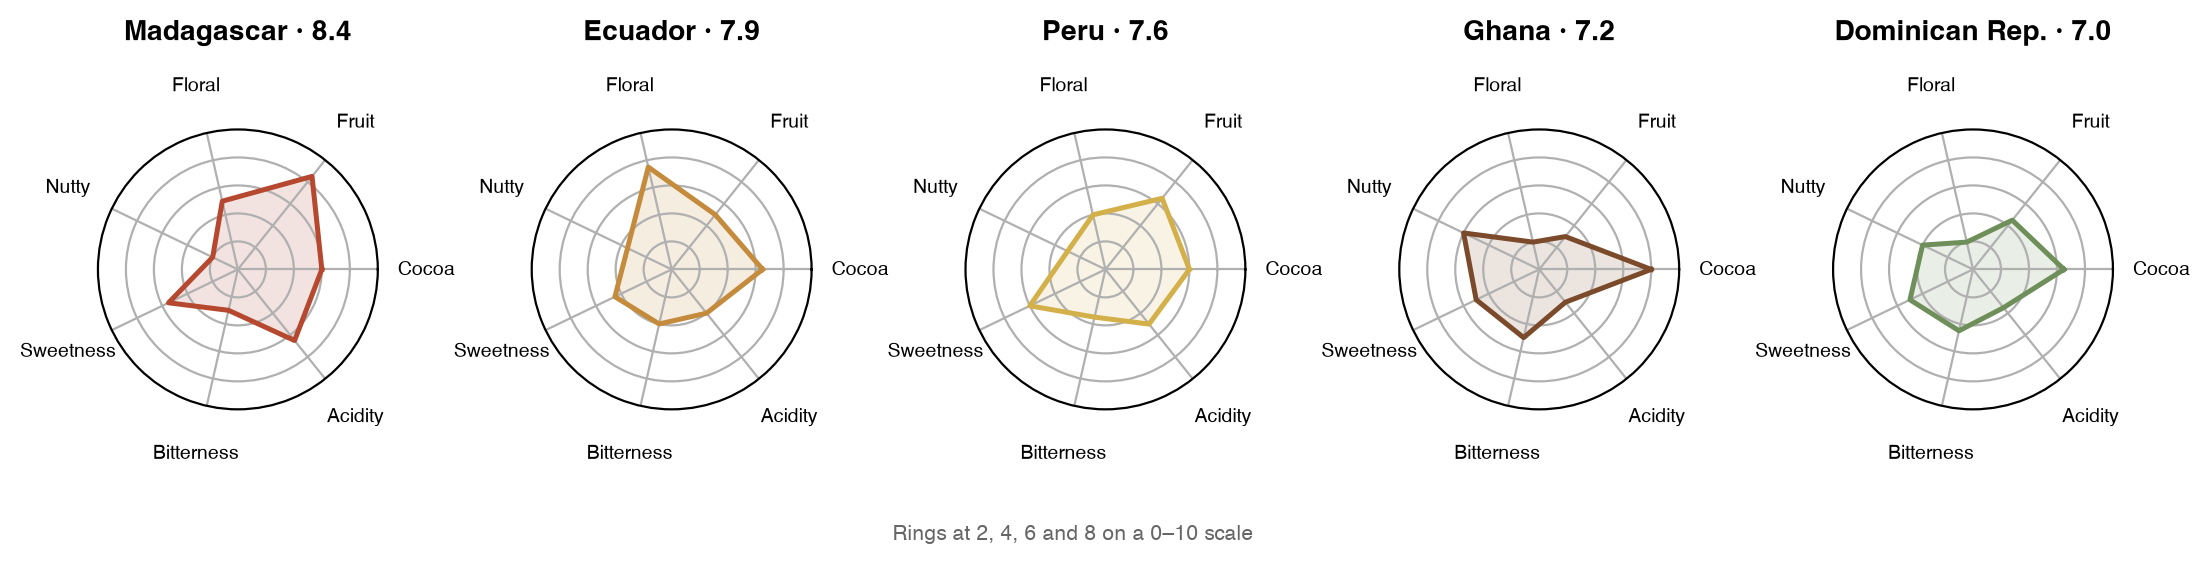 Madagascar · 8.4
Floral
Fruit
Nutty
Cocoa
Sweetness
Acidity
Bitterness
Ecuador · 7.9
Floral
Fruit
Nutty
Cocoa
Sweetness
Acidity
Bitterness
Peru · 7.6
Floral
Fruit
Nutty
Cocoa
Sweetness
Acidity
Bitterness
Ghana · 7.2
Floral
Fruit
Nutty
Cocoa
Sweetness
Acidity
Bitterness
Dominican Rep. · 7.0
Floral
Fruit
Nutty
Cocoa
Sweetness
Acidity
Bitterness
Rings at 2, 4, 6 and 8 on a 0–10 scale